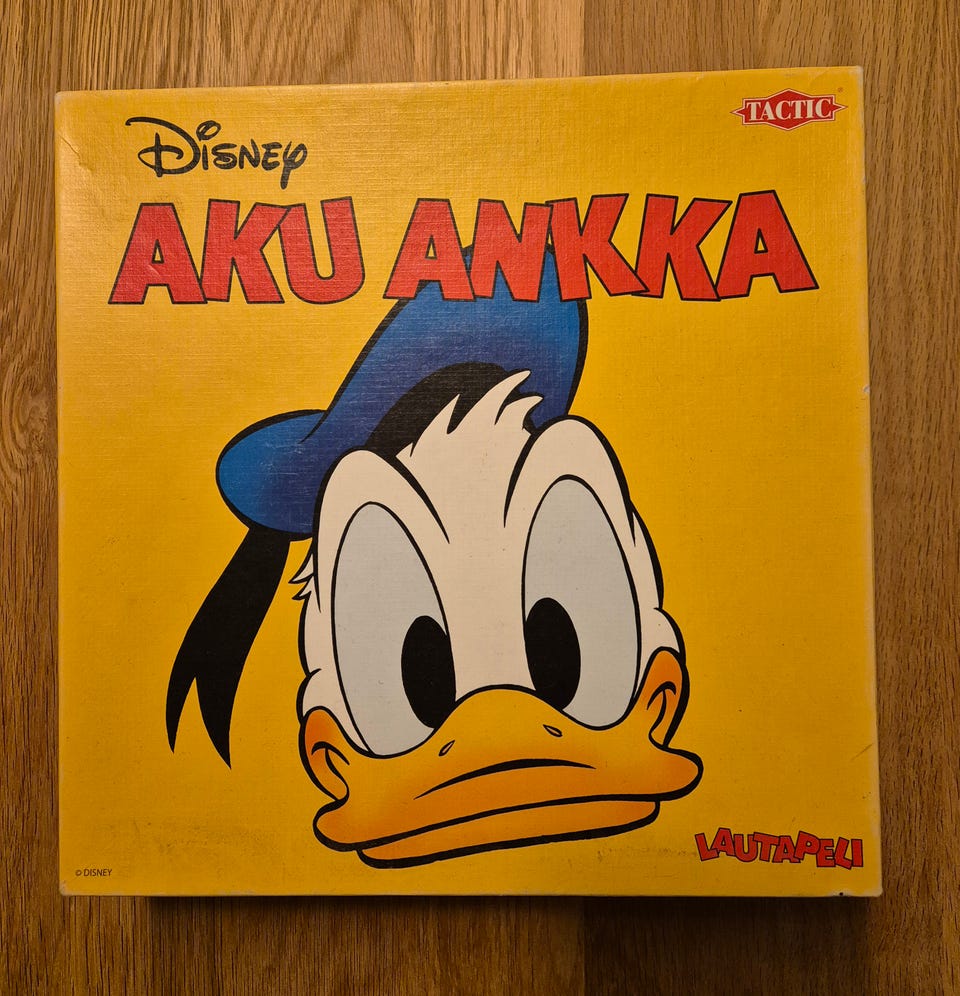 Disney
TACTIC
AKU ANKKA
LAUTAPELI
© DISNEY